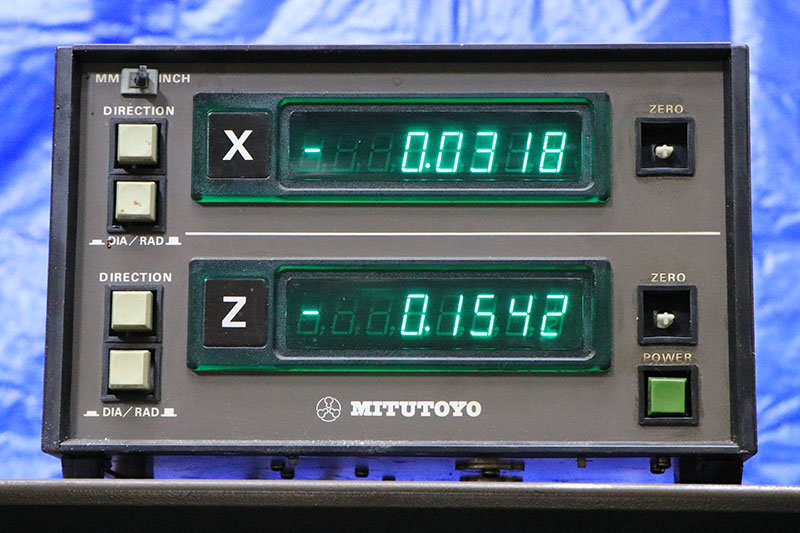 MM INCH
DIRECTION
X
- 0.0318
ZERO
DIA/RAD
DIRECTION
Z
- 0.1542
ZERO
POWER
DIA/RAD
MITUTOYO